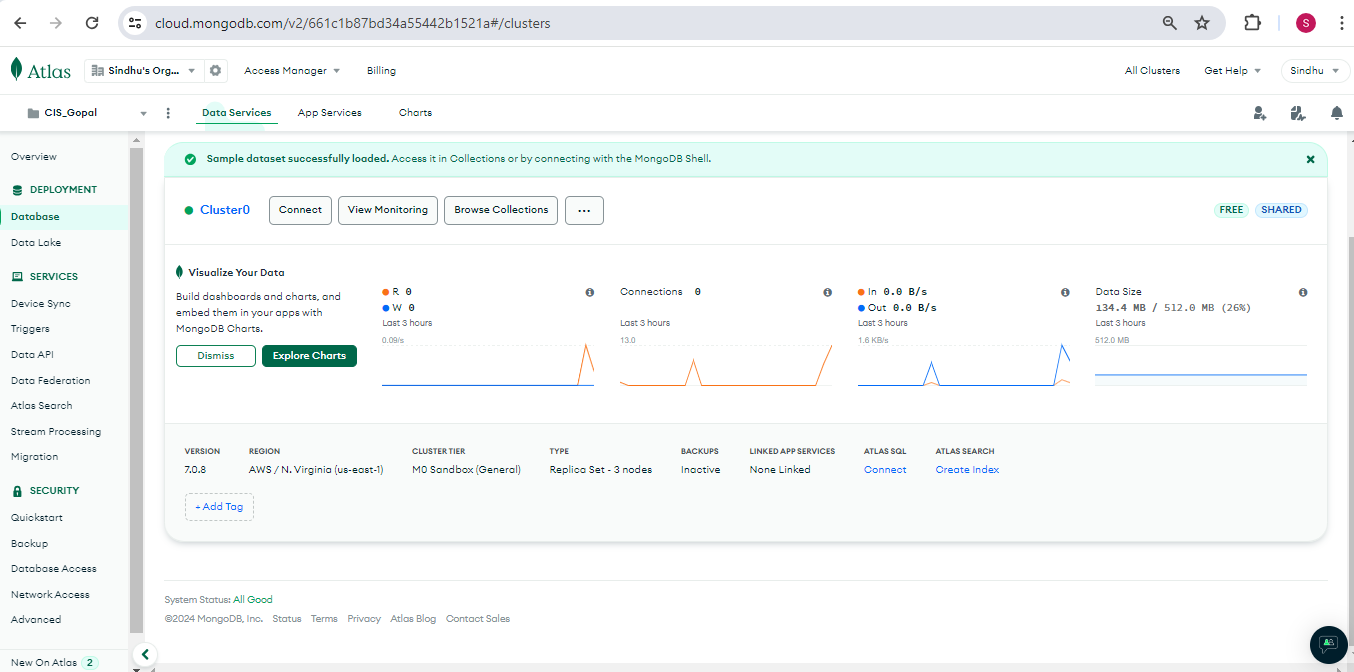 cloud.mongodb.com/v2/661c1b87bd34a55442b1521a#/clusters
S
Atlas
Sindhu's Org...
Access Manager
Billing
All Clusters
Get Help
Sindhu
CIS_Gopal
Data Services
App Services
Charts
Overview
DEPLOYMENT
Database
Data Lake
SERVICES
Device Sync
Triggers
Data API
Data Federation
Atlas Search
Stream Processing
Migration
SECURITY
Quickstart
Backup
Database Access
Network Access
Advanced
New On Atlas 2
Sample dataset successfully loaded. Access it in Collections or by connecting with the MongoDB Shell.
Cluster0
Connect
View Monitoring
Browse Collections
...
FREE
SHARED
Visualize Your Data
Build dashboards and charts, and
embed them in your apps with
MongoDB Charts.
Dismiss
Explore Charts
R 0
W 0
Last 3 hours
0.09/s
Connections 0
Last 3 hours
13.0
In 0.0 B/s
Out 0.0 B/s
Last 3 hours
1.6 KB/s
Data Size
134.4 MB / 512.0 MB (26%)
Last 3 hours
512.0 MB
VERSION
7.0.8
REGION
AWS / N. Virginia (us-east-1)
CLUSTER TIER
M0 Sandbox (General)
TYPE
Replica Set - 3 nodes
BACKUPS
Inactive
LINKED APP SERVICES
None Linked
ATLAS SQL
Connect
ATLAS SEARCH
Create Index
+ Add Tag
System Status: All Good
©2024 MongoDB, Inc. Status Terms Privacy Atlas Blog Contact Sales